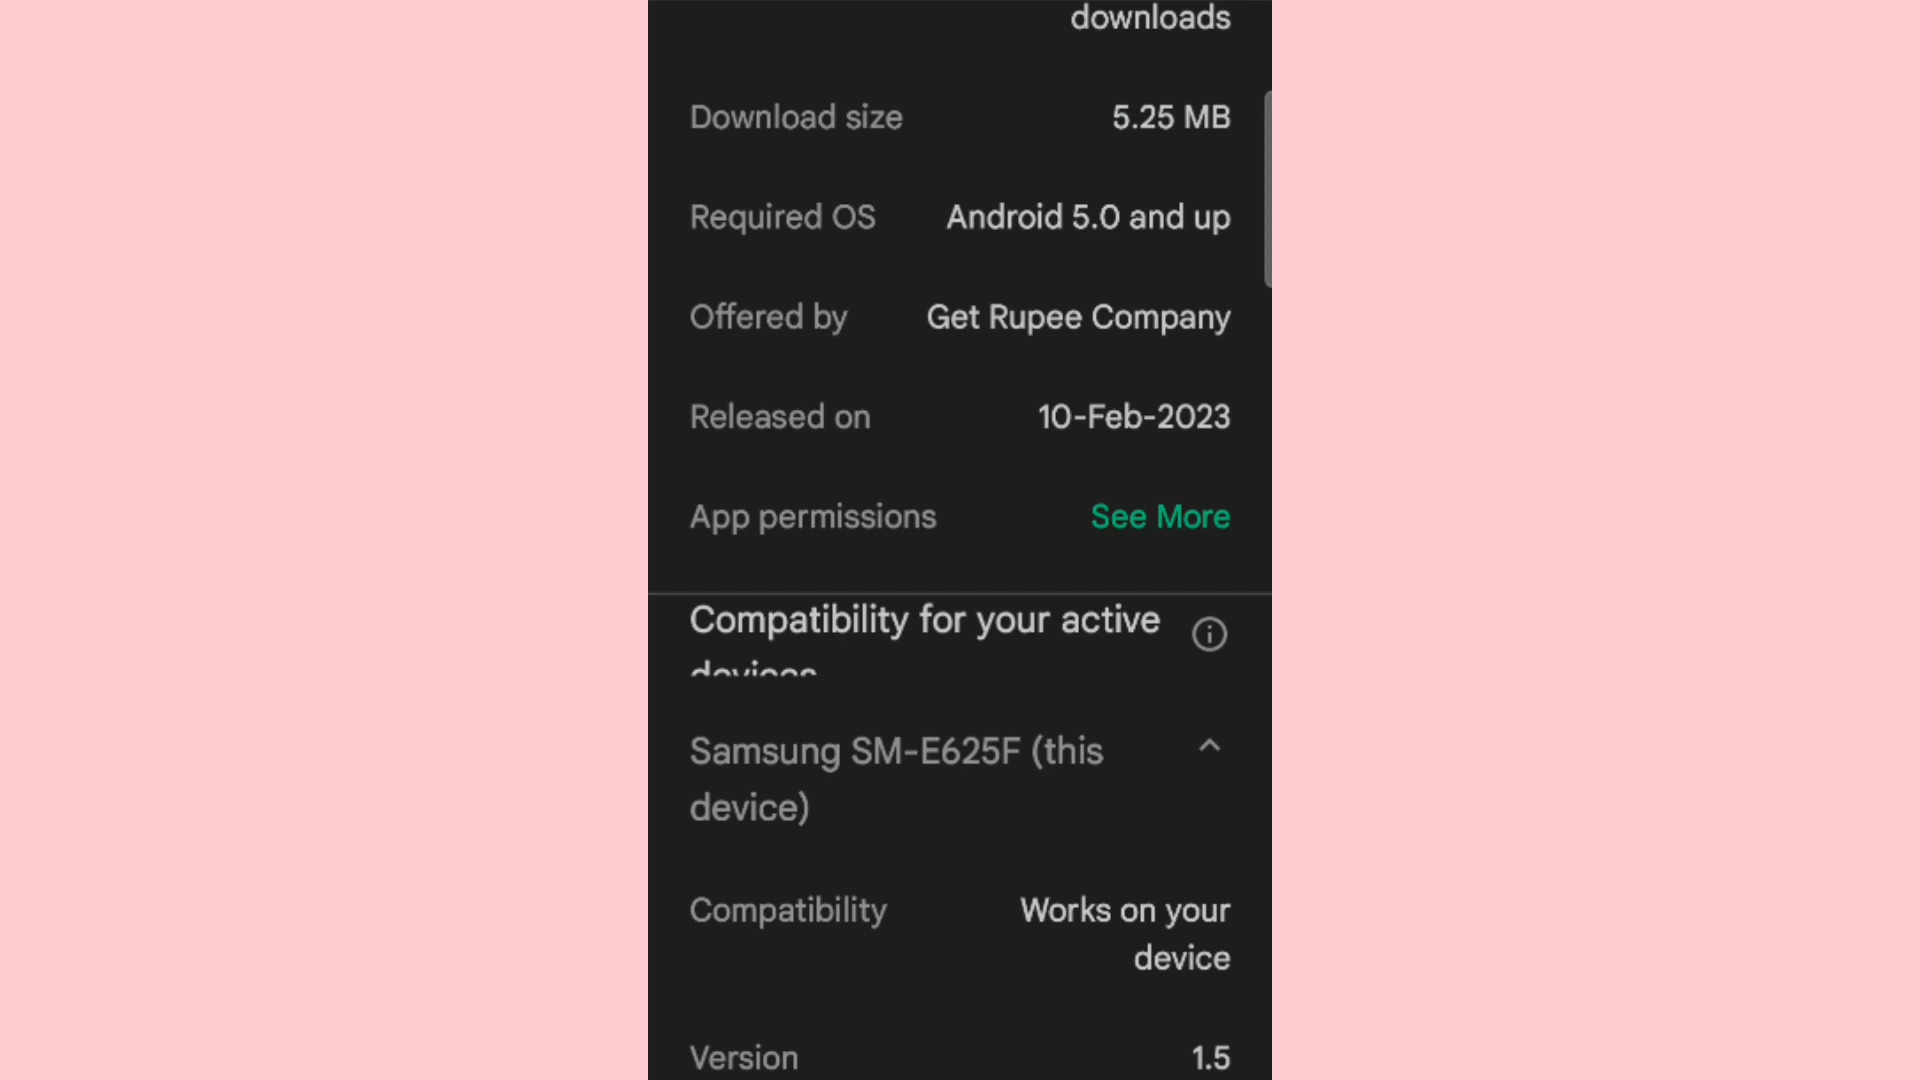 downloads
Download size 5.25 MB
Required OS Android 5.0 and up
Offered by Get Rupee Company
Released on 10-Feb-2023
App permissions See More
Compatibility for your active
devices
Samsung SM-E625F (this
device)
Compatibility Works on your
device
Version 1.5